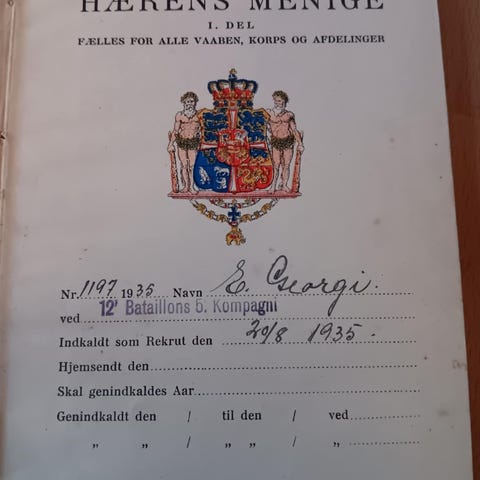 HÆRENS MENIGE
I. DEL
FÆLLES FOR ALLE VAABEN, KORPS OG AFDELINGER
Nr. 1197 1935 Navn E. Georgi.
ved 12' Bataillons 5. Kompagni
Indkaldt som Rekrut den 20/8 1935.
Hjemsendt den
Skal genindkaldes Aar
Genindkaldt den / til den / ved
„ „ / „ „ / „